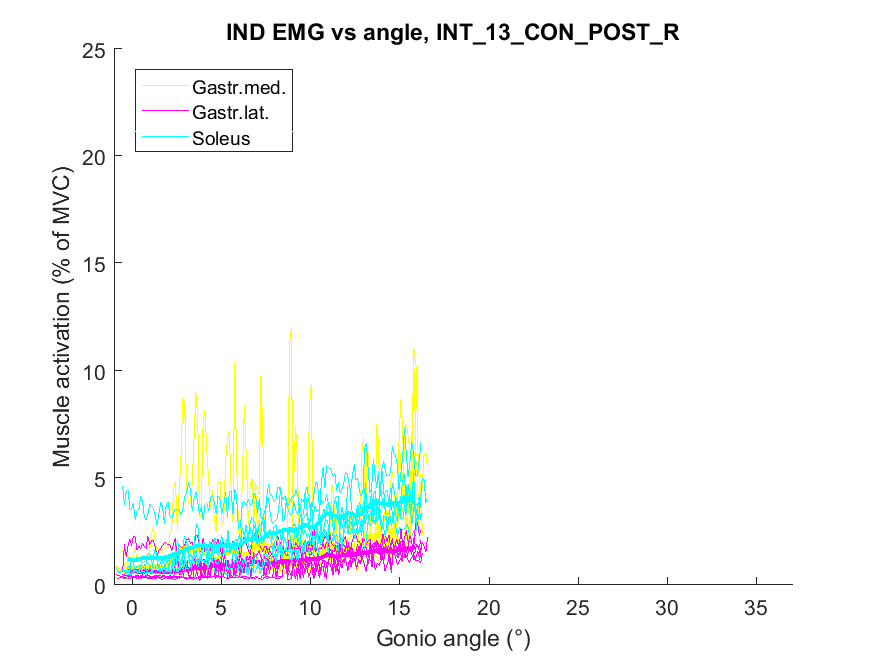 IND EMG vs angle, INT_13_CON_POST_R
25
20
15
10
5
0
Muscle activation (% of MVC)
Gastr.med.
Gastr.lat.
Soleus
0 5 10 15 20 25 30 35
Gonio angle (°)